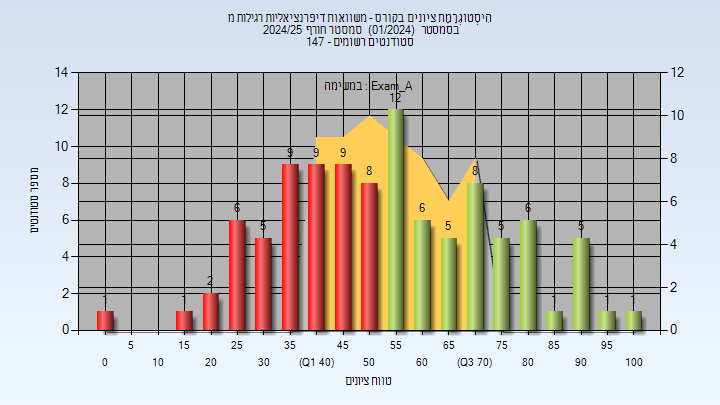 היסטוגרמת ציונים בקורס - משוואות דיפרנציאליות רגילות מ
בסמסטר (01/2024) סמסטר חורף 2024/25
סטודנטים רשומים - 147
במשימה : Exam_A
מספר סטודנטים
14 12 10 8 6 4 2 0
12 10 8 6 4 2 0
1 1 2 6 5 9 9 9 8 12 6 5 8 5 6 1 5 1 1
5 15 25 35 45 55 65 75 85 95
0 10 20 30 (Q1 40) 50 60 (Q3 70) 80 90 100
טווח ציונים